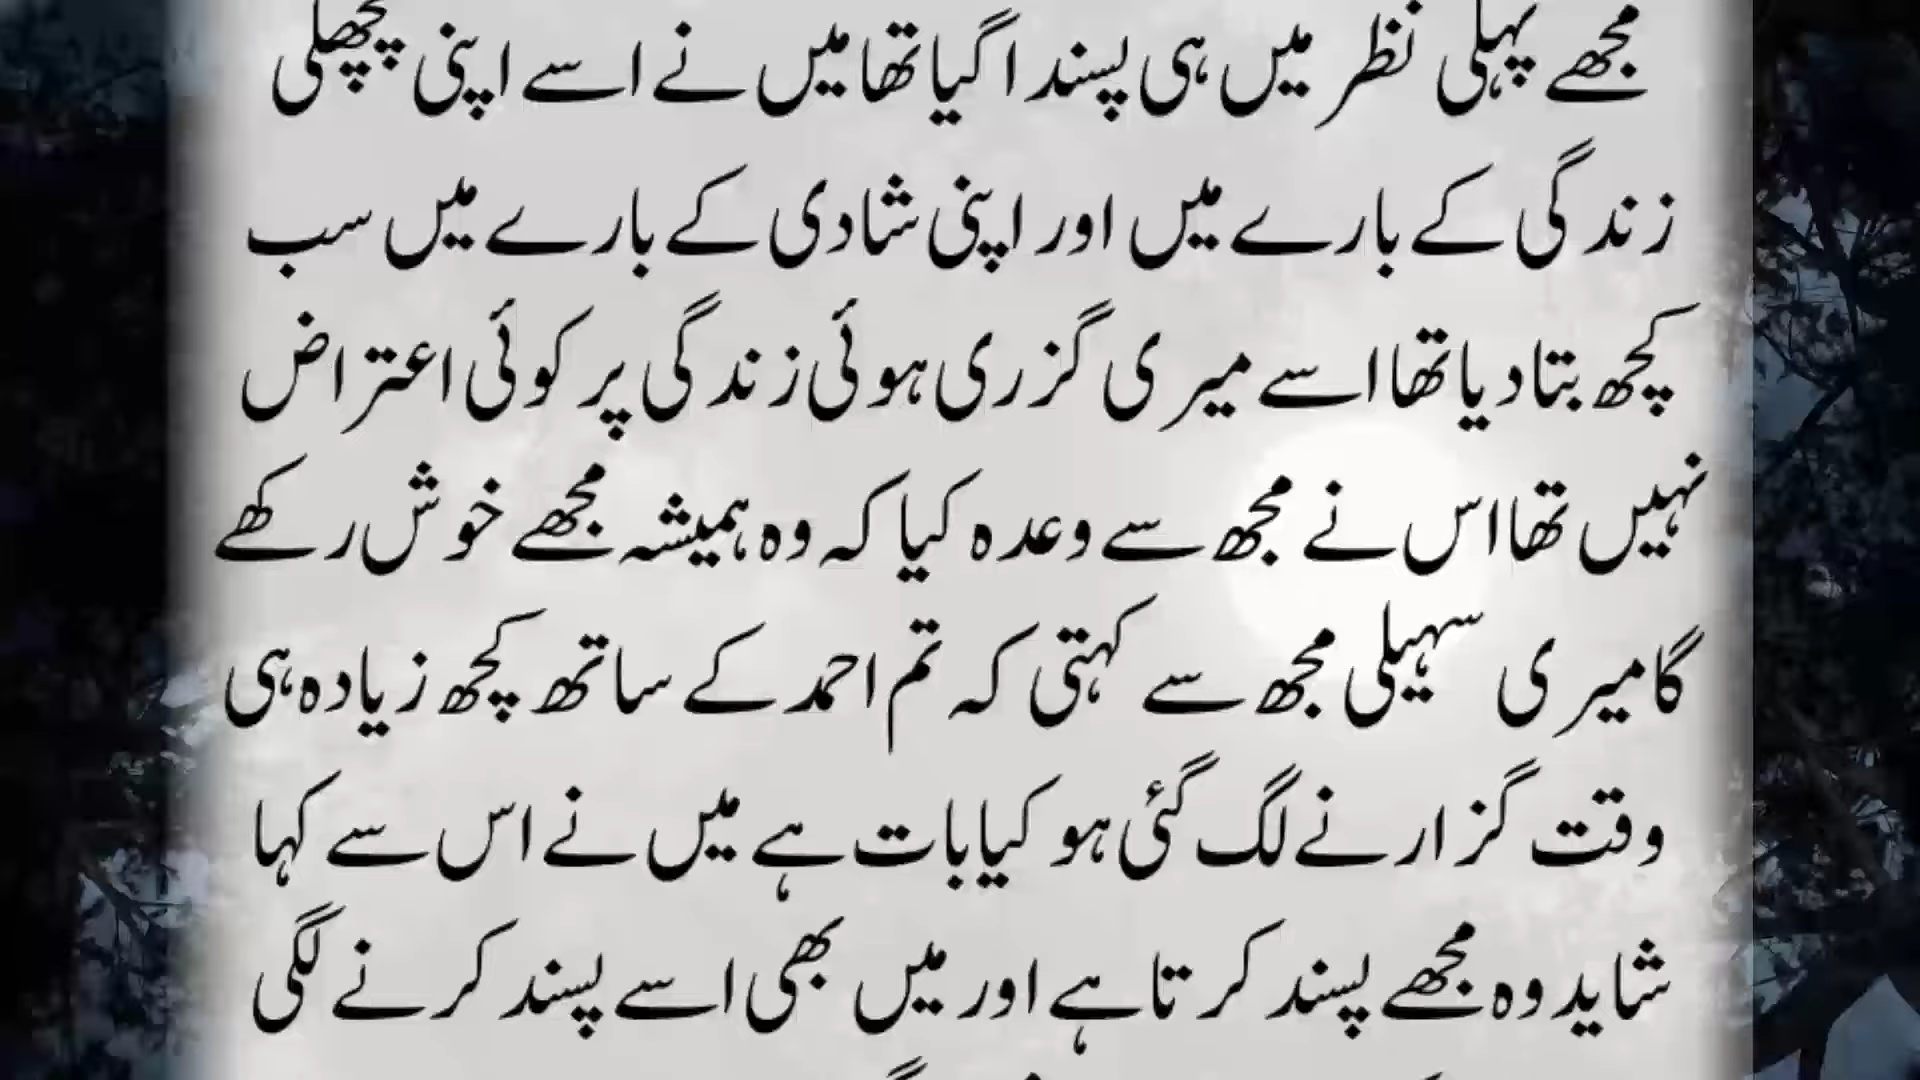 مجھے پہلی نظر میں ہی پسند اگیا تھا میں نے اسے اپنی پچھلی
زندگی کے بارے میں اور اپنی شادی کے بارے میں سب
کچھ بتا دیا تھا اسے میری گزری ہوئی زندگی پر کوئی اعتراض
نہیں تھا اس نے مجھ سے وعدہ کیا کہ وہ ہمیشہ مجھے خوش رکھے
گا میری سہیلی مجھ سے کہتی کہ تم احمد کے ساتھ کچھ زیادہ ہی
وقت گزارنے لگ گئی ہو کیا بات ہے میں نے اس سے کہا
شاید وہ مجھے پسند کرتا ہے اور میں بھی اسے پسند کرنے لگی